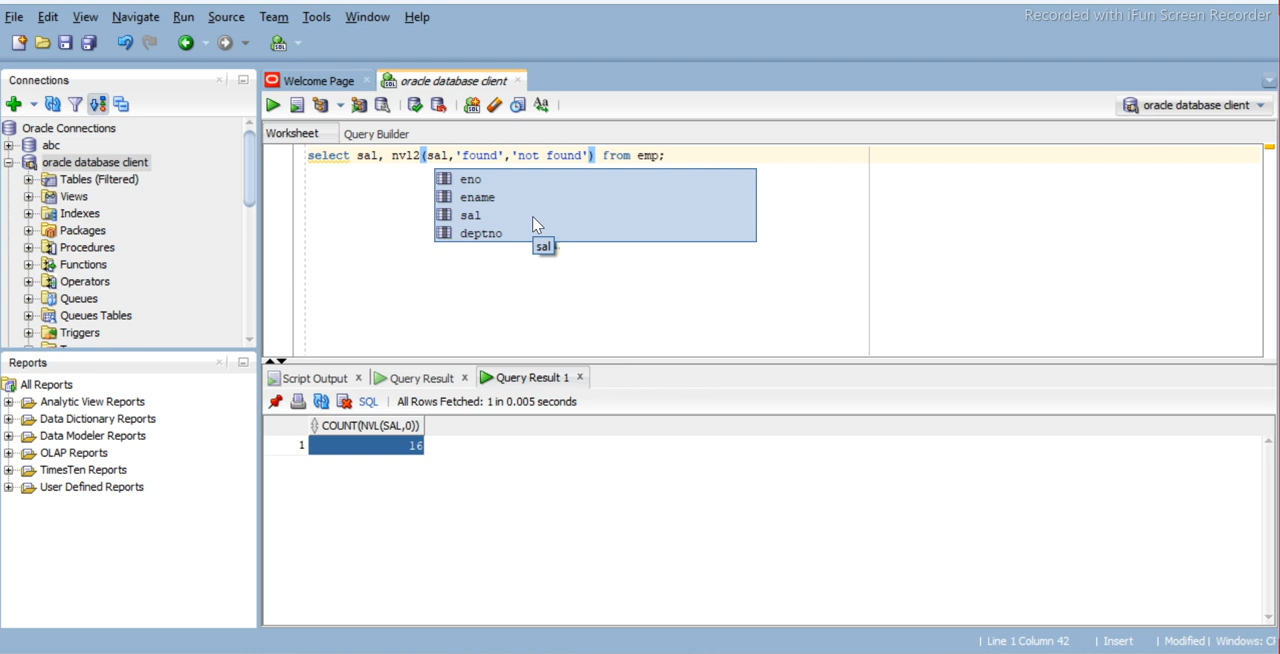 File Edit View Navigate Run Source Team Tools Window Help
Recorded with iFun Screen Recorder
Connections
Oracle Connections
abc
oracle database client
Tables (Filtered)
Views
Indexes
Packages
Procedures
Functions
Operators
Queues
Queues Tables
Triggers
Reports
All Reports
Analytic View Reports
Data Dictionary Reports
Data Modeler Reports
OLAP Reports
TimesTen Reports
User Defined Reports
Welcome Page oracle database client
oracle database client
Worksheet Query Builder
select sal, nvl2(sal,'found','not found') from emp;
eno
ename
sal
deptno
sal
Script Output Query Result Query Result 1
SQL All Rows Fetched: 1 in 0.005 seconds
COUNT(NVL(SAL,0))
1 16
| Line 1 Column 42 | Insert | Modified | Windows: C